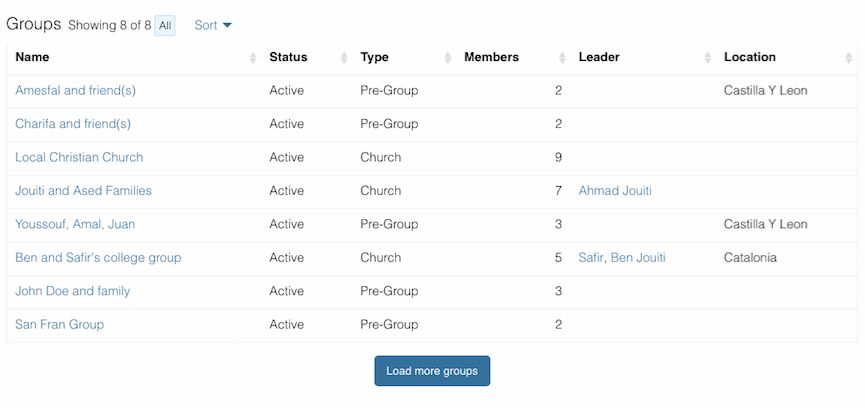 Groups Showing 8 of 8 All Sort
Name Status Type Members Leader Location
Amesfal and friend(s) Active Pre-Group 2 Castilla Y Leon
Charifa and friend(s) Active Pre-Group 2
Local Christian Church Active Church 9
Jouiti and Ased Families Active Church 7 Ahmad Jouiti
Youssouf, Amal, Juan Active Pre-Group 3 Castilla Y Leon
Ben and Safir's college group Active Church 5 Safir, Ben Jouiti Catalonia
John Doe and family Active Pre-Group 3
San Fran Group Active Pre-Group 2
Load more groups